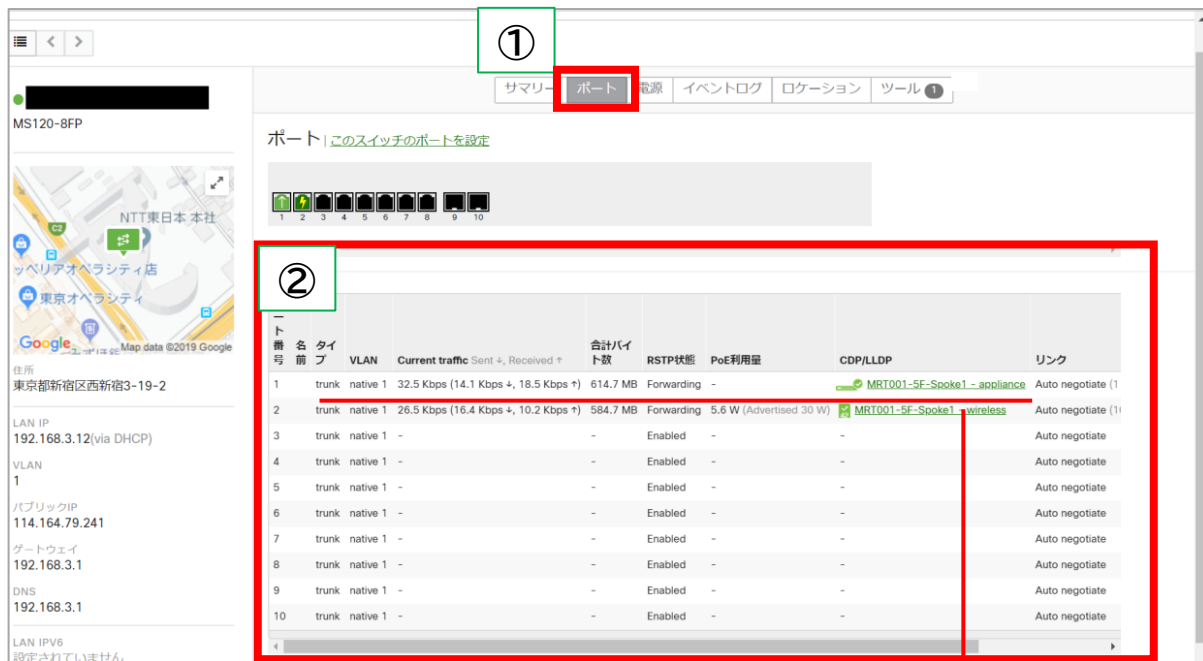 ①
サマリー ポート 電源 イベントログ ロケーション ツール 1
MS120-8FP
ポート | このスイッチのポートを設定
1 2 3 4 5 6 7 8 9 10
NTT東日本 本社
C2
ッペリアオペラシティ店
東京オペラシティ
Google
Map data ©2019 Google
住所
東京都新宿区西新宿3-19-2
LAN IP
192.168.3.12(via DHCP)
VLAN
1
パブリックIP
114.164.79.241
ゲートウェイ
192.168.3.1
DNS
192.168.3.1
LAN IPV6
設定されていません
②
ート番号 名前 タイプ VLAN Current traffic Sent ↓, Received ↑ 合計バイト数 RSTP状態 PoE利用量 CDP/LLDP リンク
1 trunk native 1 32.5 Kbps (14.1 Kbps ↓, 18.5 Kbps ↑) 614.7 MB Forwarding - MRT001-5F-Spoke1 - appliance Auto negotiate (1
2 trunk native 1 26.5 Kbps (16.4 Kbps ↓, 10.2 Kbps ↑) 584.7 MB Forwarding 5.6 W (Advertised 30 W) MRT001-5F-Spoke1 - wireless Auto negotiate (1
3 trunk native 1 - - Enabled - - Auto negotiate
4 trunk native 1 - - Enabled - - Auto negotiate
5 trunk native 1 - - Enabled - - Auto negotiate
6 trunk native 1 - - Enabled - - Auto negotiate
7 trunk native 1 - - Enabled - - Auto negotiate
8 trunk native 1 - - Enabled - - Auto negotiate
9 trunk native 1 - - Enabled - - Auto negotiate
10 trunk native 1 - - Enabled - - Auto negotiate